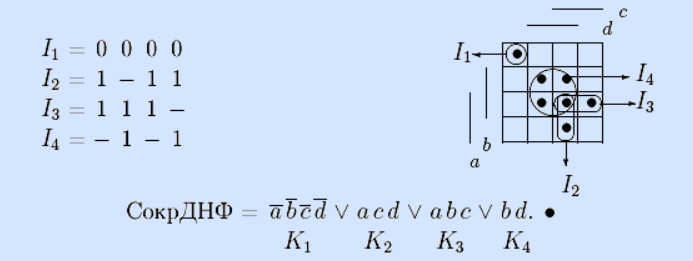 c
d
I₁ = 0 0 0 0
I₁
I₂ = 1 − 1 1
I₄
I₃ = 1 1 1 −
I₃
I₄ = − 1 − 1
b
a
I₂
СокрДНФ = a̅ b̅ c̅ d̅ ∨ a c d ∨ a b c ∨ b d. •
K₁ K₂ K₃ K₄